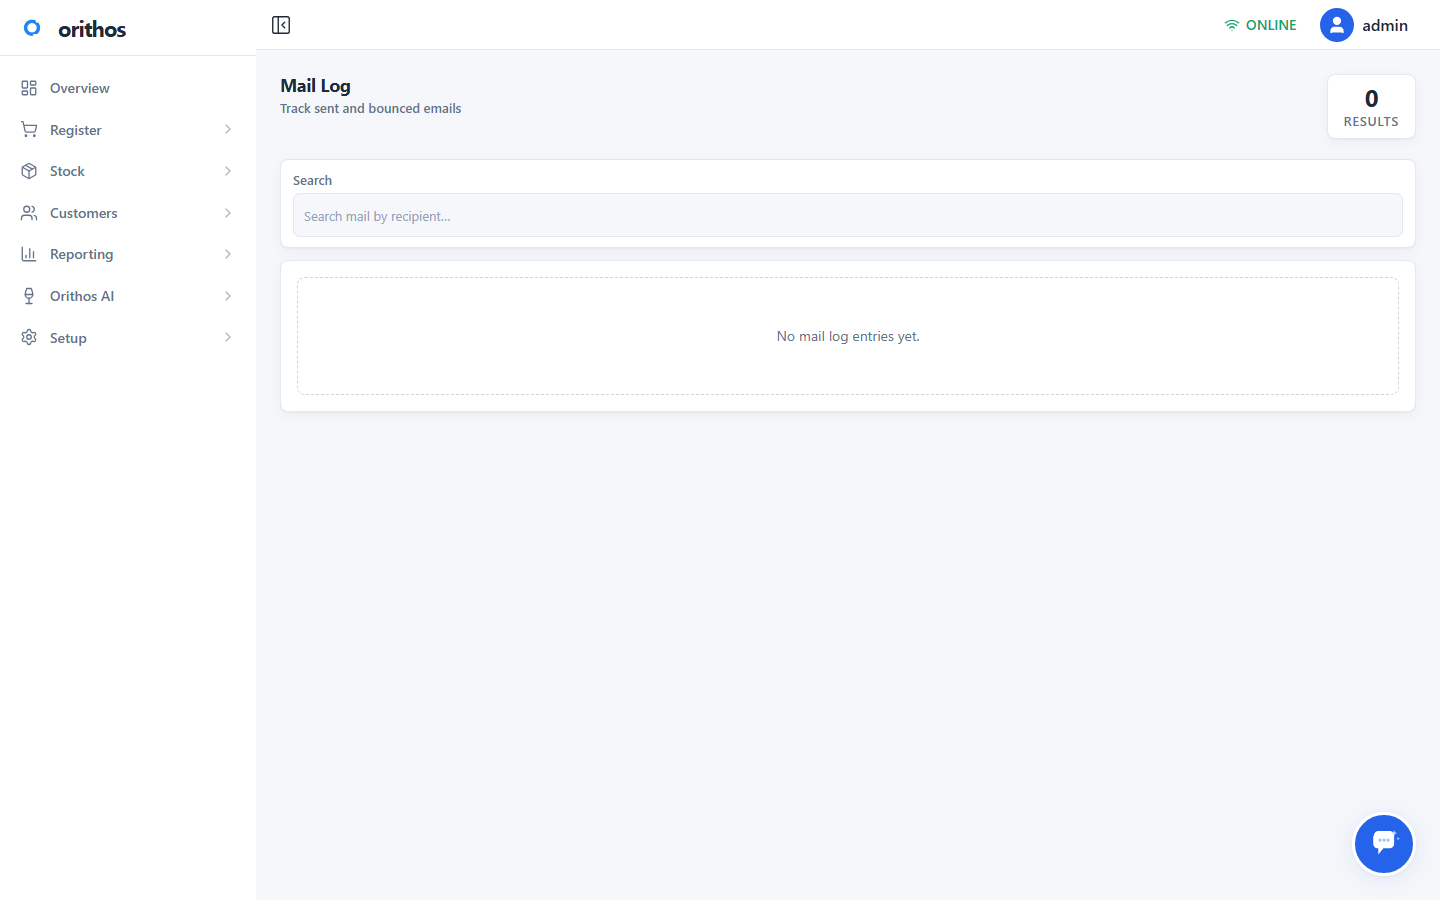 orithos
ONLINE
admin
Overview
Register
Stock
Customers
Reporting
Orithos AI
Setup
Mail Log
Track sent and bounced emails
0
RESULTS
Search
Search mail by recipient...
No mail log entries yet.